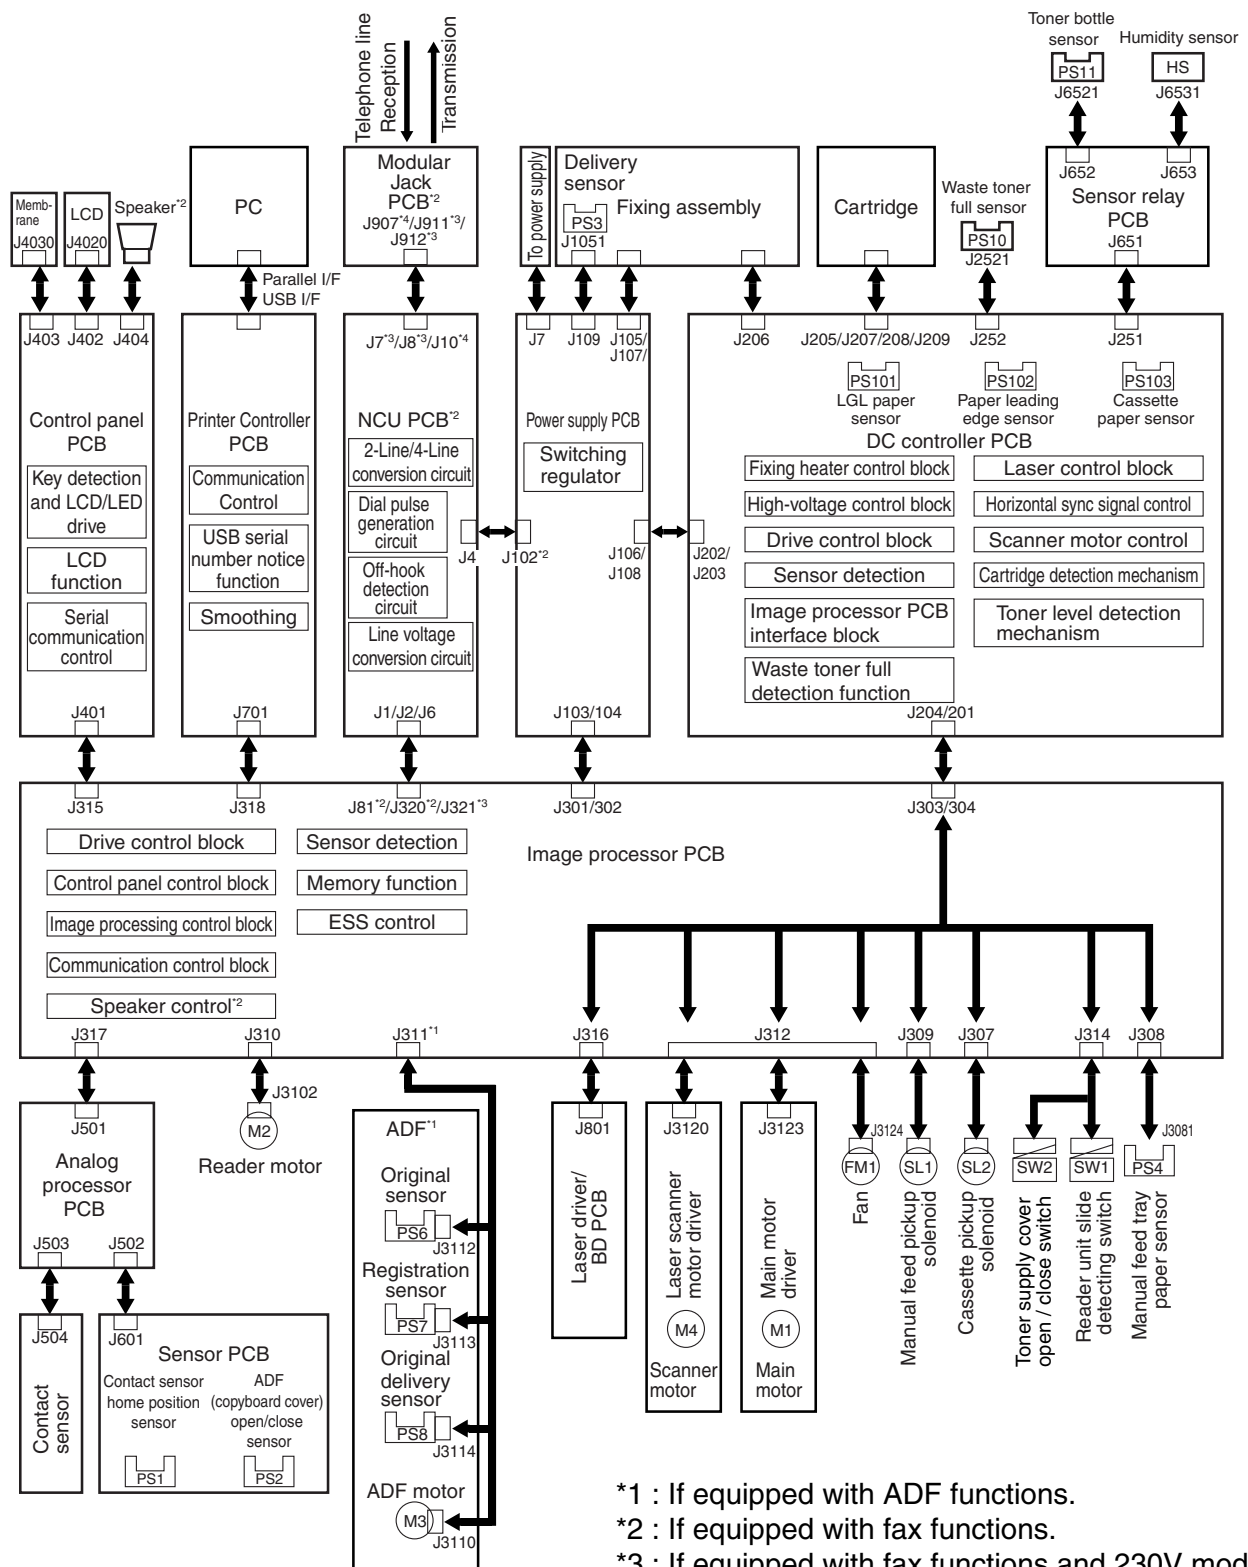 Toner bottle
sensor
PS11
J6521
Humidity sensor
HS
J6531
Telephone line
Reception
Transmission
Memb-
rane
J4030
LCD
J4020
Speaker*2
PC
Parallel I/F
USB I/F
Modular
Jack
PCB*2
J907*4/J911*3/
J912*3
To power supply
Delivery
sensor
PS3
J1051
Fixing assembly
Cartridge
Waste toner
full sensor
PS10
J2521
J652
J653
Sensor relay
PCB
J651
J403
J402
J404
Control panel
PCB
Key detection
and LCD/LED
drive
LCD
function
Serial
communication
control
J401
Printer Controller
PCB
Communication
Control
USB serial
number notice
function
Smoothing
J701
J7*3/J8*3/J10*4
NCU PCB*2
2-Line/4-Line
conversion circuit
Dial pulse
generation
circuit
Off-hook
detection
circuit
Line voltage
conversion circuit
J4
J1/J2/J6
J7
J109
J105/
J107/
Power supply PCB
Switching
regulator
J102*2
J106/
J108
J103/104
J206
J205/J207/208/J209
J252
J251
PS101
LGL paper
sensor
PS102
Paper leading
edge sensor
PS103
Cassette
paper sensor
DC controller PCB
Fixing heater control block
High-voltage control block
Drive control block
Sensor detection
Image processor PCB
interface block
Waste toner full
detection function
Laser control block
Horizontal sync signal control
Scanner motor control
Cartridge detection mechanism
Toner level detection
mechanism
J202/
J203
J204/201
J315
J318
J81*2/J320*2/J321*3
J301/302
J303/304
Image processor PCB
Drive control block
Control panel control block
Image processing control block
Communication control block
Speaker control*2
Sensor detection
Memory function
ESS control
J317
J310
J311*1
J316
J312
J309
J307
J314
J308
J501
Analog
processor
PCB
J503
J502
J3102
M2
Reader motor
J504
Contact
sensor
J601
Sensor PCB
Contact sensor
home position
sensor
PS1
ADF
(copyboard cover)
open/close
sensor
PS2
ADF*1
Original
sensor
PS6
J3112
Registration
sensor
PS7
J3113
Original
delivery
sensor
PS8
J3114
ADF motor
M3
J3110
J801
Laser driver/
BD PCB
J3120
Laser scanner
motor driver
M4
Scanner
motor
J3123
Main motor
driver
M1
Main
motor
J3124
FM1
Fan
SL1
Manual feed pickup
solenoid
SL2
Cassette pickup
solenoid
SW2
Toner supply cover
open / close switch
SW1
Reader unit slide
detecting switch
J3081
PS4
Manual feed tray
paper sensor
*1 : If equipped with ADF functions.
*2 : If equipped with fax functions.
*3 : If equipped with fax functions and 230V